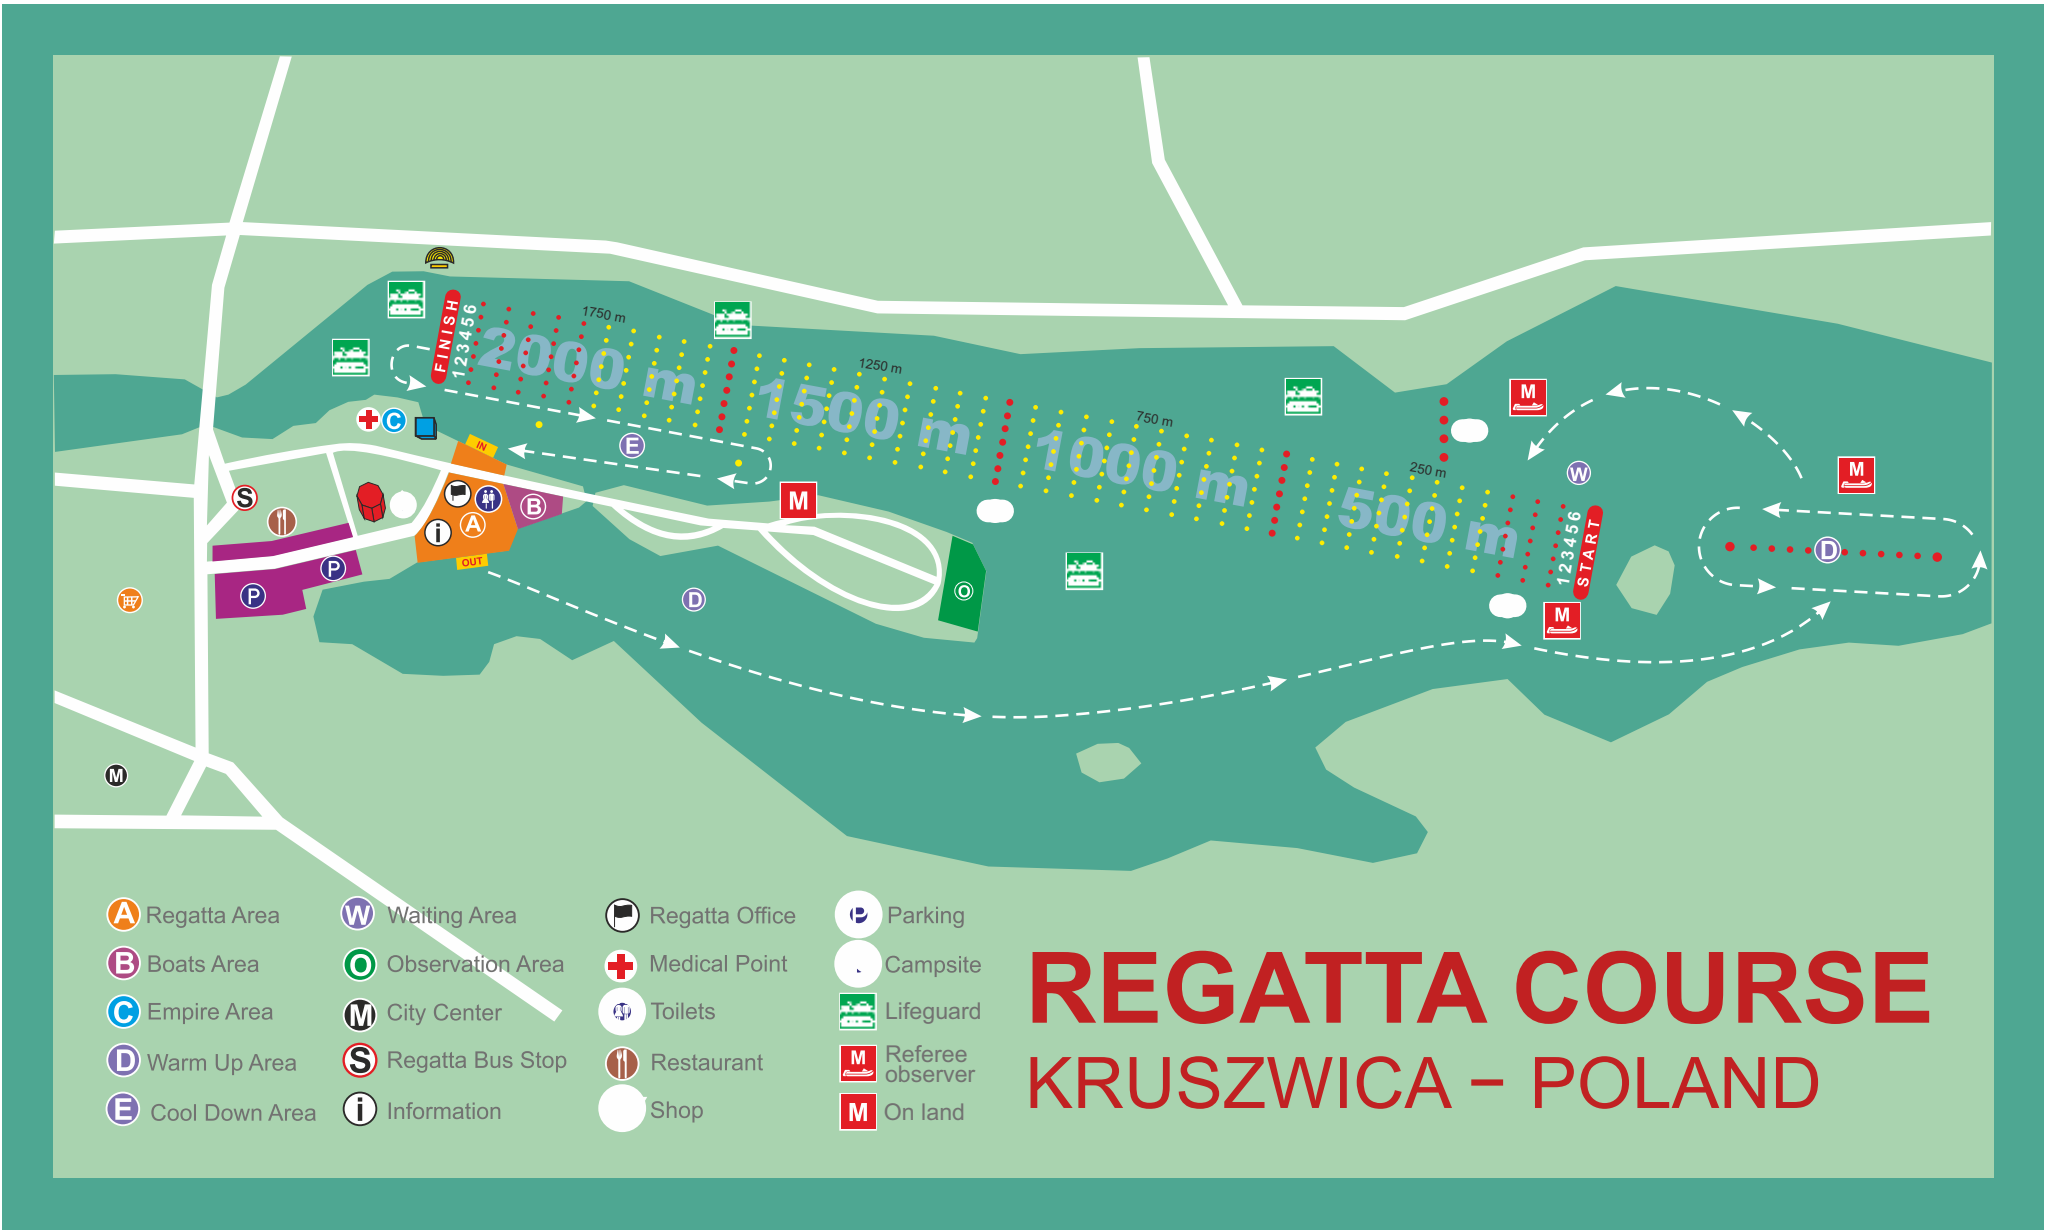 1750 m
FINISH
123456
2000 m
1250 m
1500 m
750 m
1000 m
250 m
500 m
123456
START
M
M
M
M
C
E
W
IN
S
B
A
i
D
P
OUT
P
O
D
M
A Regatta Area
B Boats Area
C Empire Area
D Warm Up Area
E Cool Down Area
W Waiting Area
O Observation Area
M City Center
S Regatta Bus Stop
i Information
Regatta Office
Medical Point
Toilets
Restaurant
Shop
P Parking
Campsite
Lifeguard
M Referee
observer
M On land
REGATTA COURSE
KRUSZWICA – POLAND